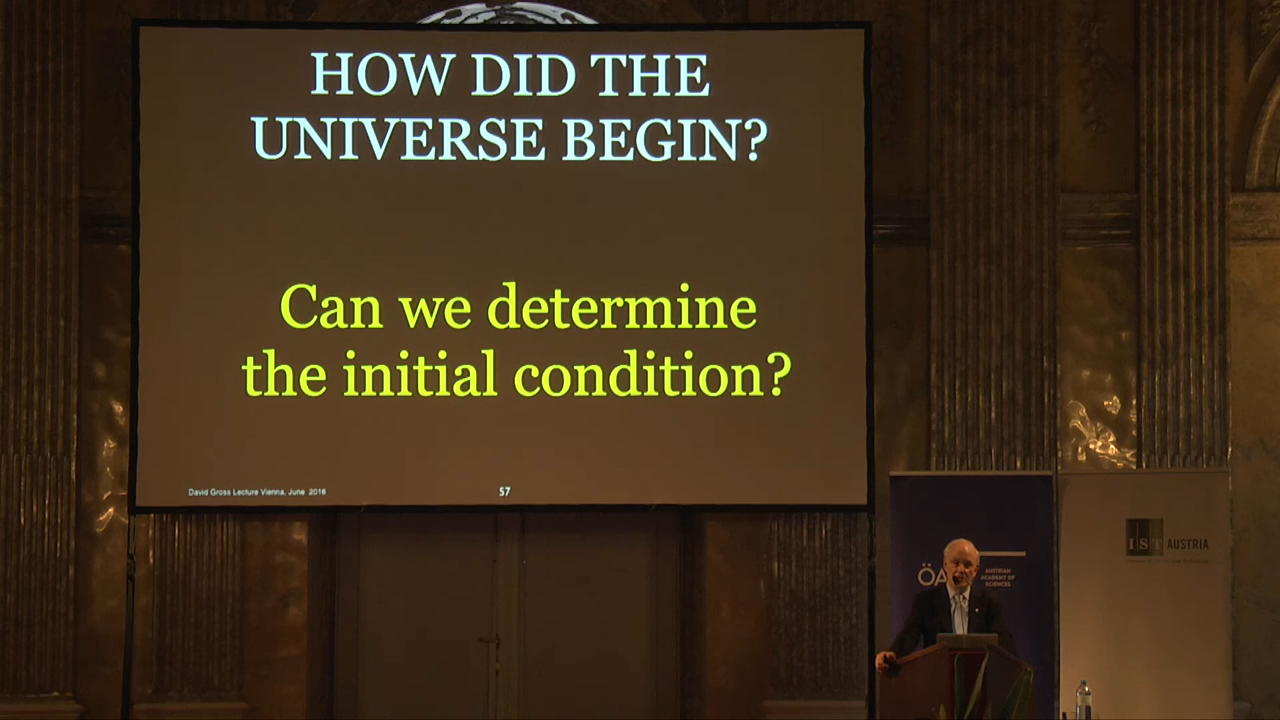 HOW DID THE
UNIVERSE BEGIN?
Can we determine
the initial condition?
David Gross Lecture Vienna, June 2016
57
ÖA
AUSTRIAN
ACADEMY OF
SCIENCES
IST AUSTRIA